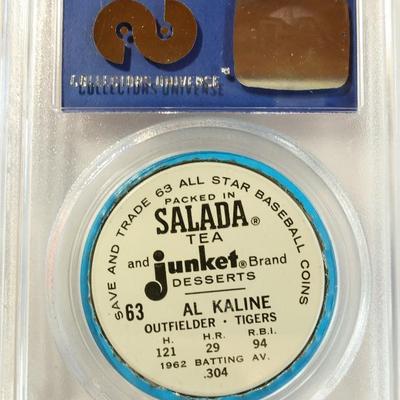 COLLECTORS UNIVERSE®
SAVE AND TRADE 63 ALL STAR BASEBALL COINS
PACKED IN
SALADA®
TEA
and Junket® Brand
DESSERTS
63 AL KALINE
OUTFIELDER · TIGERS
H. H.R. R.B.I.
121 29 94
1962 BATTING AV.
.304